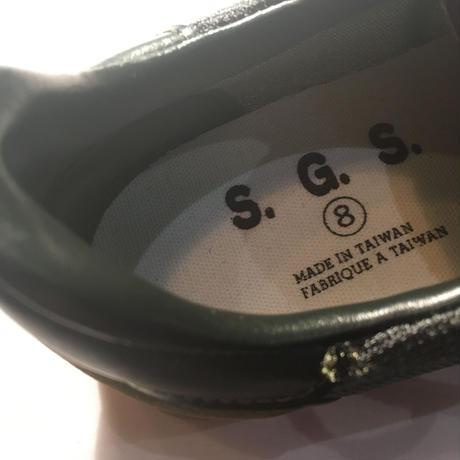 S. G. S.
8
MADE IN TAIWAN
FABRIQUE A TAIWAN